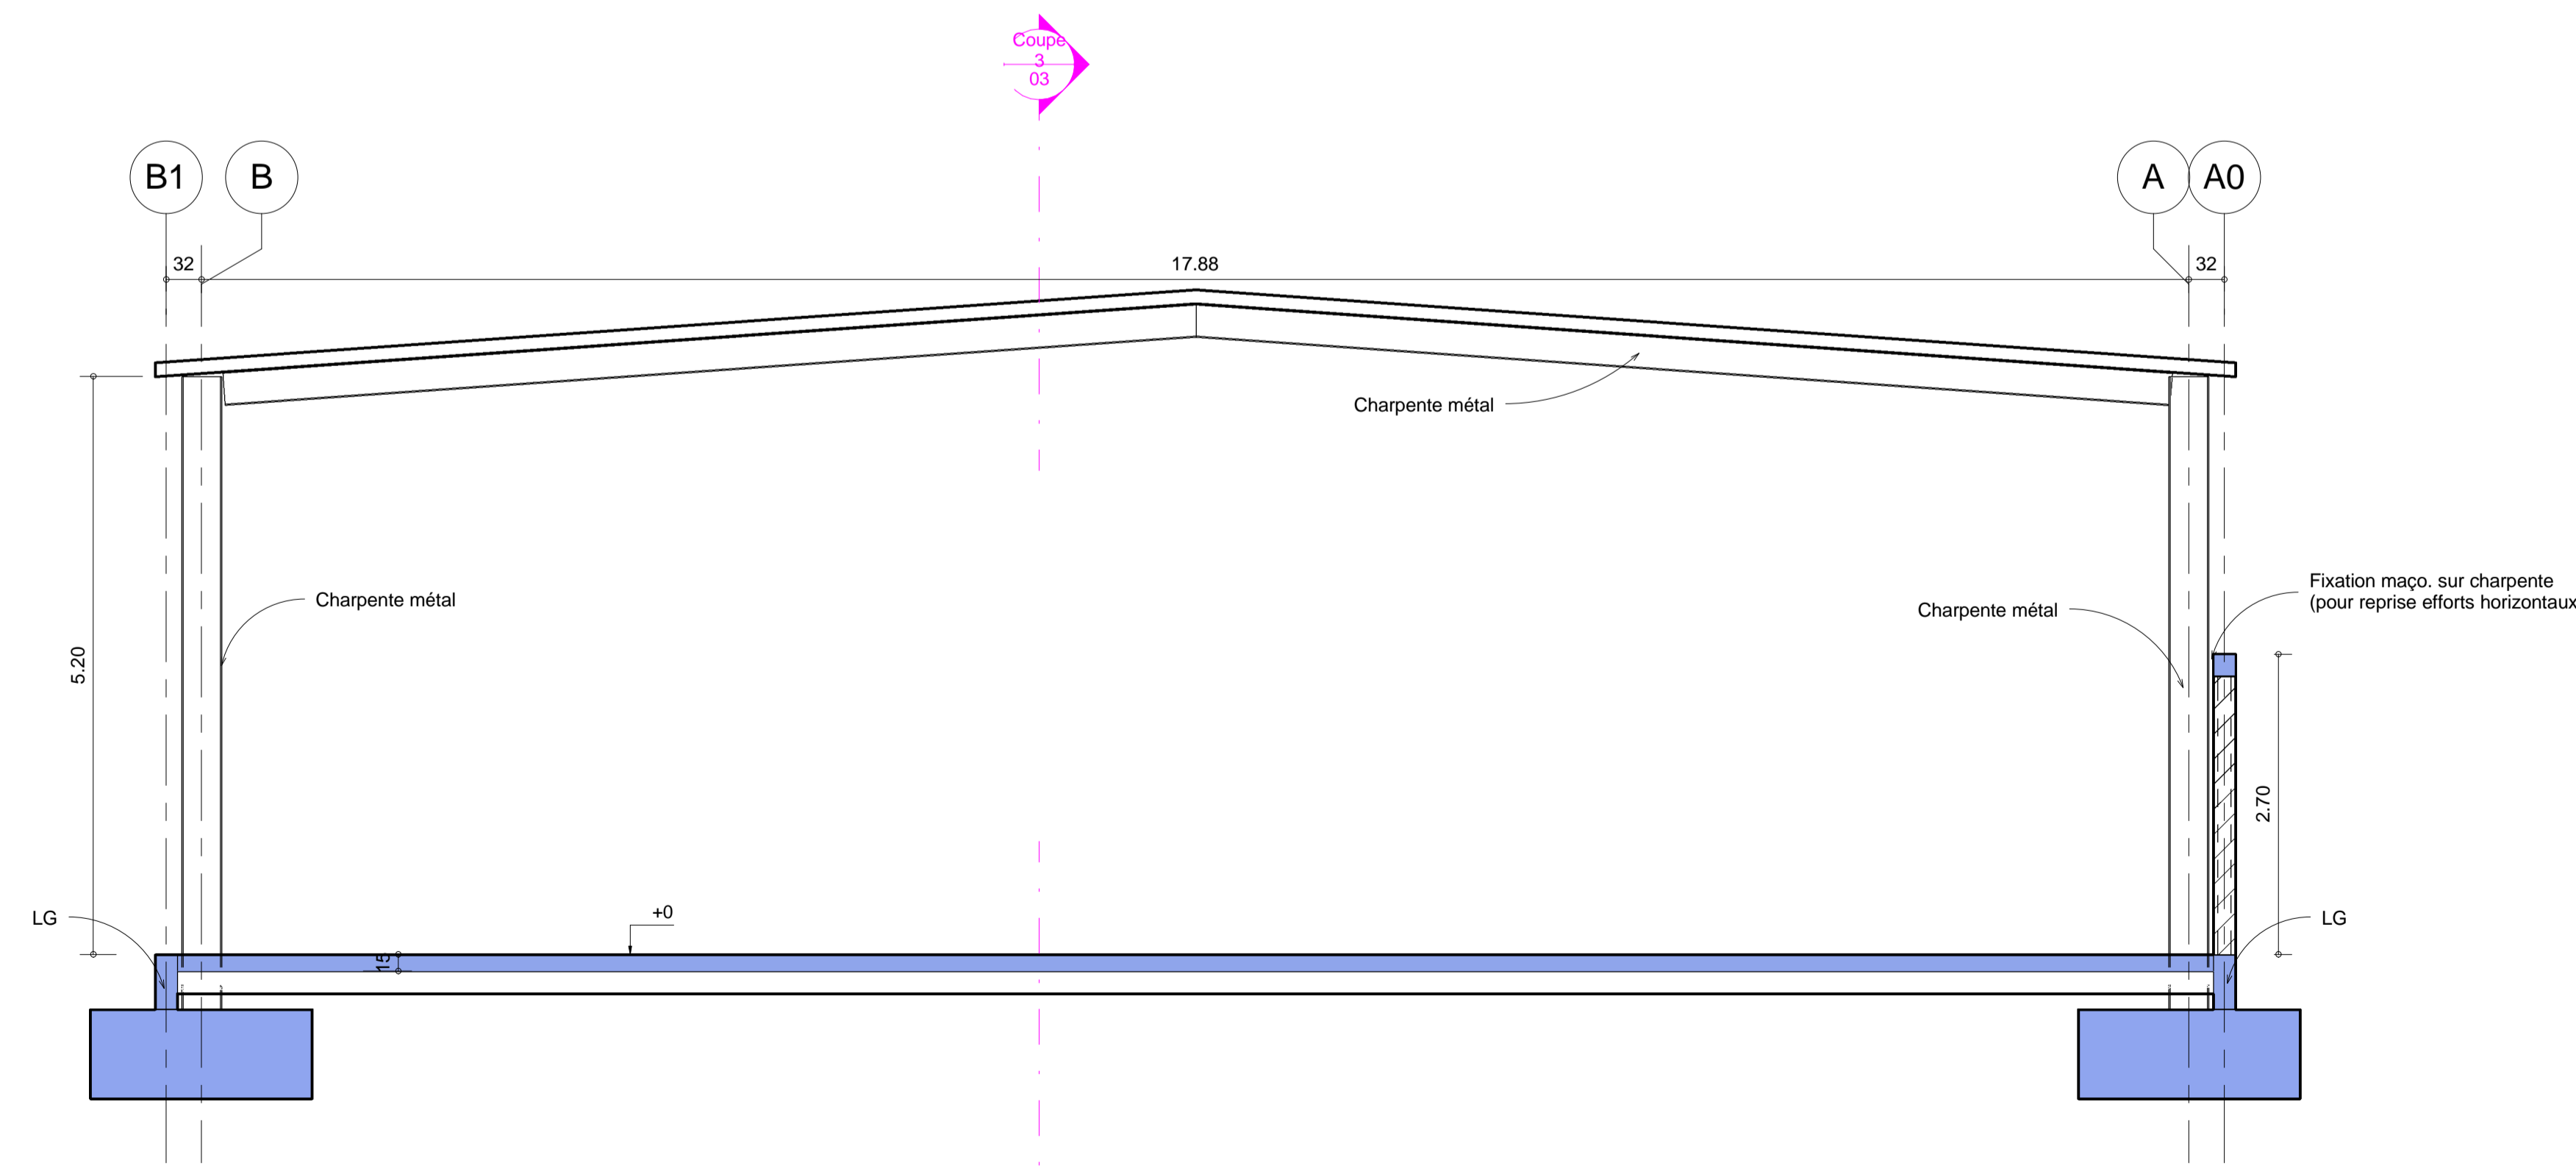 Coupe
3
03
B1
B
A
A0
32
17.88
32
Charpente métal
Charpente métal
Charpente métal
Fixation maço. sur charpente
(pour reprise efforts horizontaux
5.20
2.70
LG
+0
LG
15